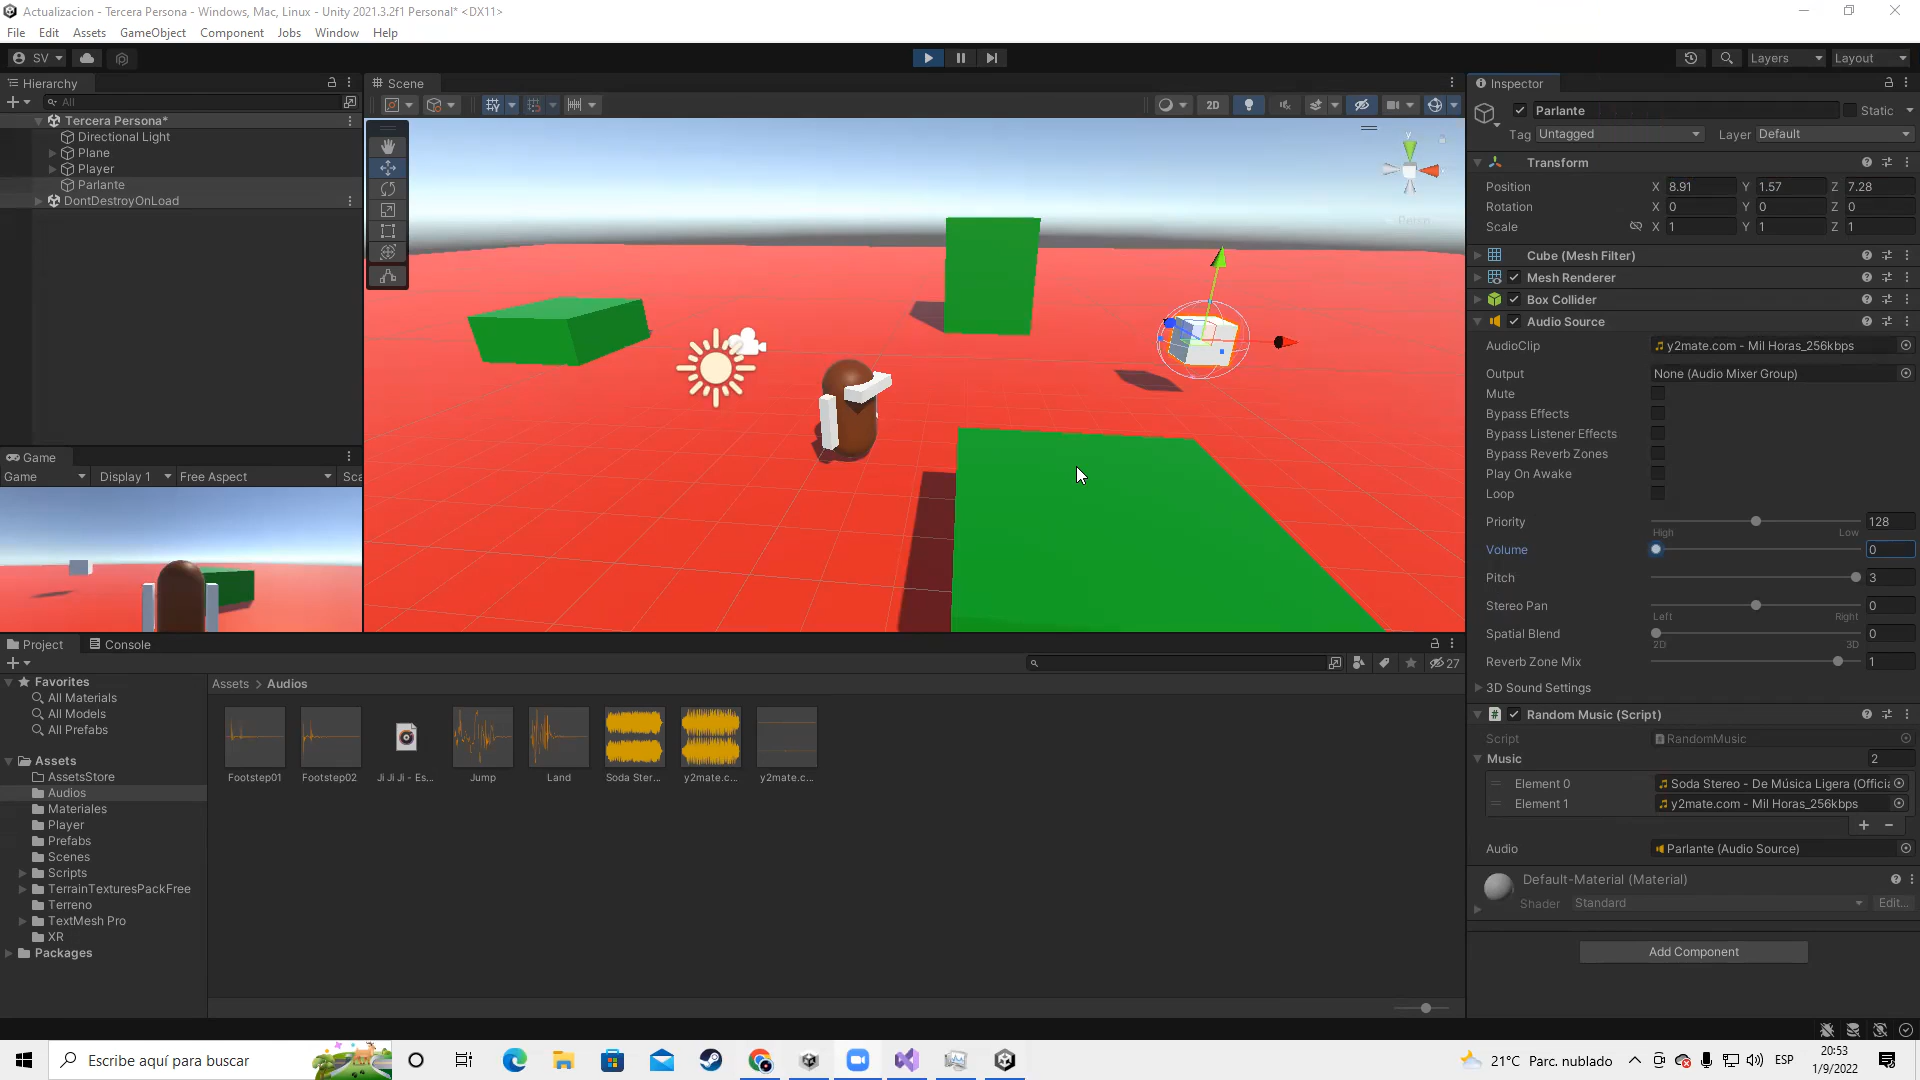 Actualizacion - Tercera Persona - Windows, Mac, Linux - Unity 2021.3.2f1 Personal* <DX11>
File Edit Assets GameObject Component Jobs Window Help
SV Layers Layout
Hierarchy
All
Tercera Persona*
Directional Light
Plane
Player
Parlante
DontDestroyOnLoad
Scene
2D
y
Persp
Game
Game Display 1 Free Aspect Sca
Inspector
Parlante Static
Tag Untagged Layer Default
Transform
Position X 8.91 Y 1.57 Z 7.28
Rotation X 0 Y 0 Z 0
Scale X 1 Y 1 Z 1
Cube (Mesh Filter)
Mesh Renderer
Box Collider
Audio Source
AudioClip y2mate.com - Mil Horas_256kbps
Output None (Audio Mixer Group)
Mute
Bypass Effects
Bypass Listener Effects
Bypass Reverb Zones
Play On Awake
Loop
Priority 128
High Low
Volume 0
Pitch 3
Stereo Pan 0
Left Right
Spatial Blend 0
2D 3D
Reverb Zone Mix 1
3D Sound Settings
Random Music (Script)
Script RandomMusic
Music 2
Element 0 Soda Stereo - De Música Ligera (Officia
Element 1 y2mate.com - Mil Horas_256kbps
Audio Parlante (Audio Source)
Default-Material (Material)
Shader Standard Edit...
Add Component
Project Console
27
Favorites
All Materials
All Models
All Prefabs
Assets
AssetsStore
Audios
Materiales
Player
Prefabs
Scenes
Scripts
TerrainTexturesPackFree
Terreno
TextMesh Pro
XR
Packages
Assets > Audios
Footstep01 Footstep02 Ji Ji Ji - Es... Jump Land Soda Ster... y2mate.c... y2mate.c...
Escribe aquí para buscar
21°C Parc. nublado ESP 20:53
1/9/2022